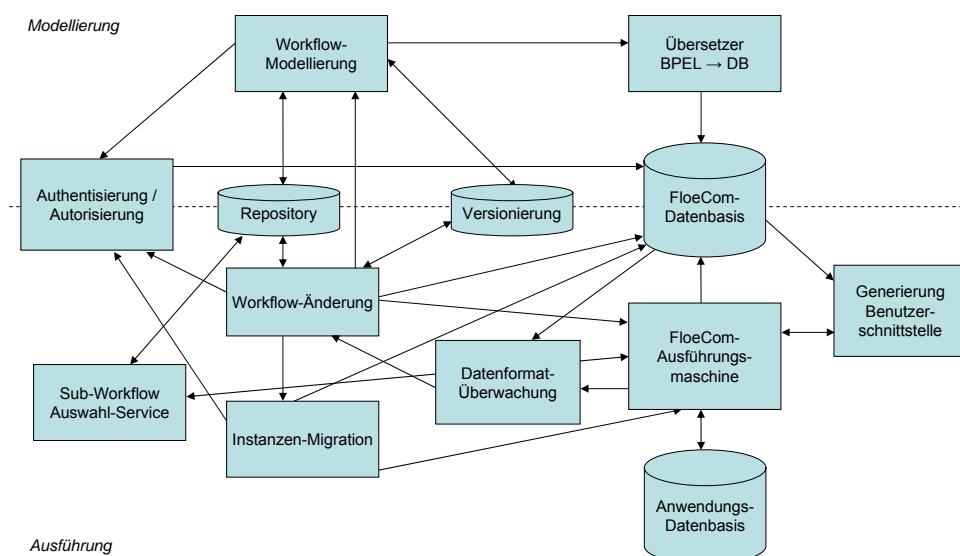 Modellierung
Workflow-
Modellierung
Übersetzer
BPEL → DB
Authentisierung /
Autorisierung
Repository
Versionierung
FloeCom-
Datenbasis
Workflow-Änderung
Generierung
Benutzer-
schnittstelle
FloeCom-
Ausführungs-
maschine
Datenformat-
Überwachung
Sub-Workflow
Auswahl-Service
Instanzen-Migration
Anwendungs-
Datenbasis
Ausführung